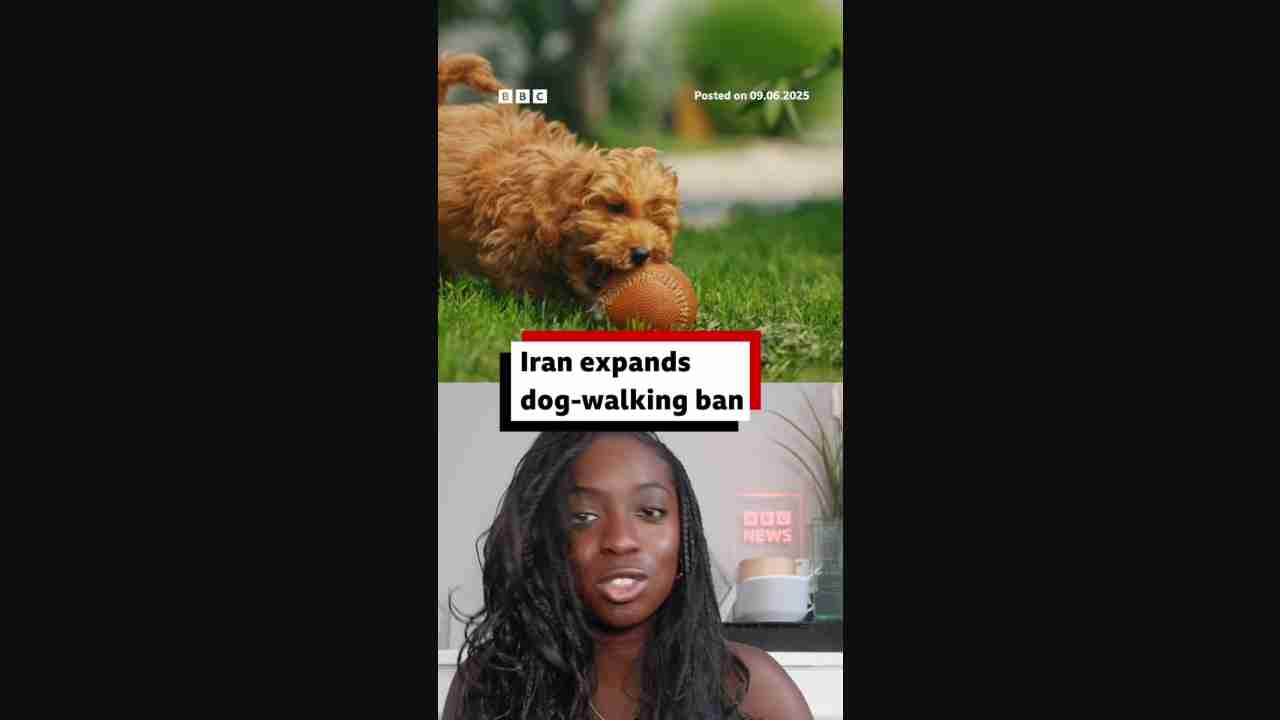 BBC
Posted on 09.06.2025
Iran expands
dog-walking ban
BBC
NEWS